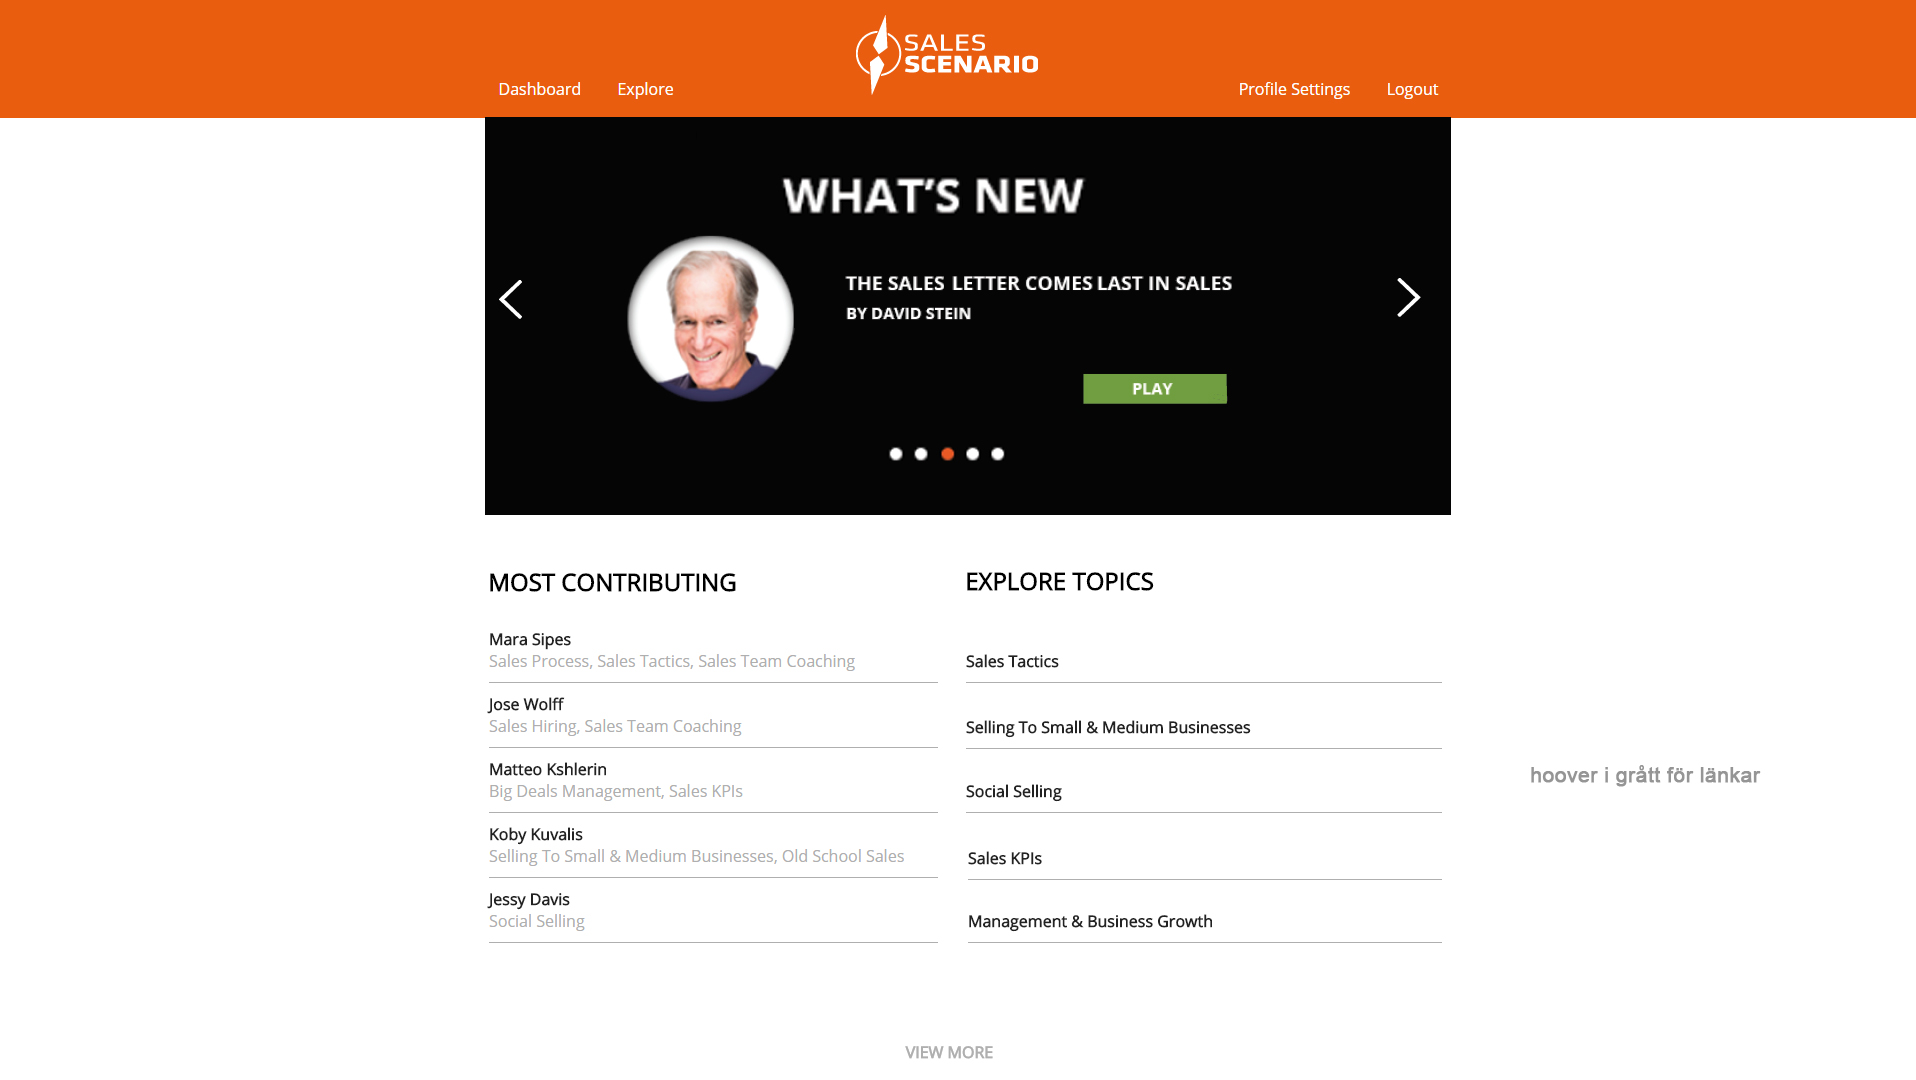 SALES
SCENARIO
Dashboard
Explore
Profile Settings
Logout
WHAT'S NEW
THE SALES LETTER COMES LAST IN SALES
BY DAVID STEIN
PLAY
MOST CONTRIBUTING
Mara Sipes
Sales Process, Sales Tactics, Sales Team Coaching
Jose Wolff
Sales Hiring, Sales Team Coaching
Matteo Kshlerin
Big Deals Management, Sales KPIs
Koby Kuvalis
Selling To Small & Medium Businesses, Old School Sales
Jessy Davis
Social Selling
EXPLORE TOPICS
Sales Tactics
Selling To Small & Medium Businesses
Social Selling
Sales KPIs
Management & Business Growth
hoover i grått för länkar
VIEW MORE